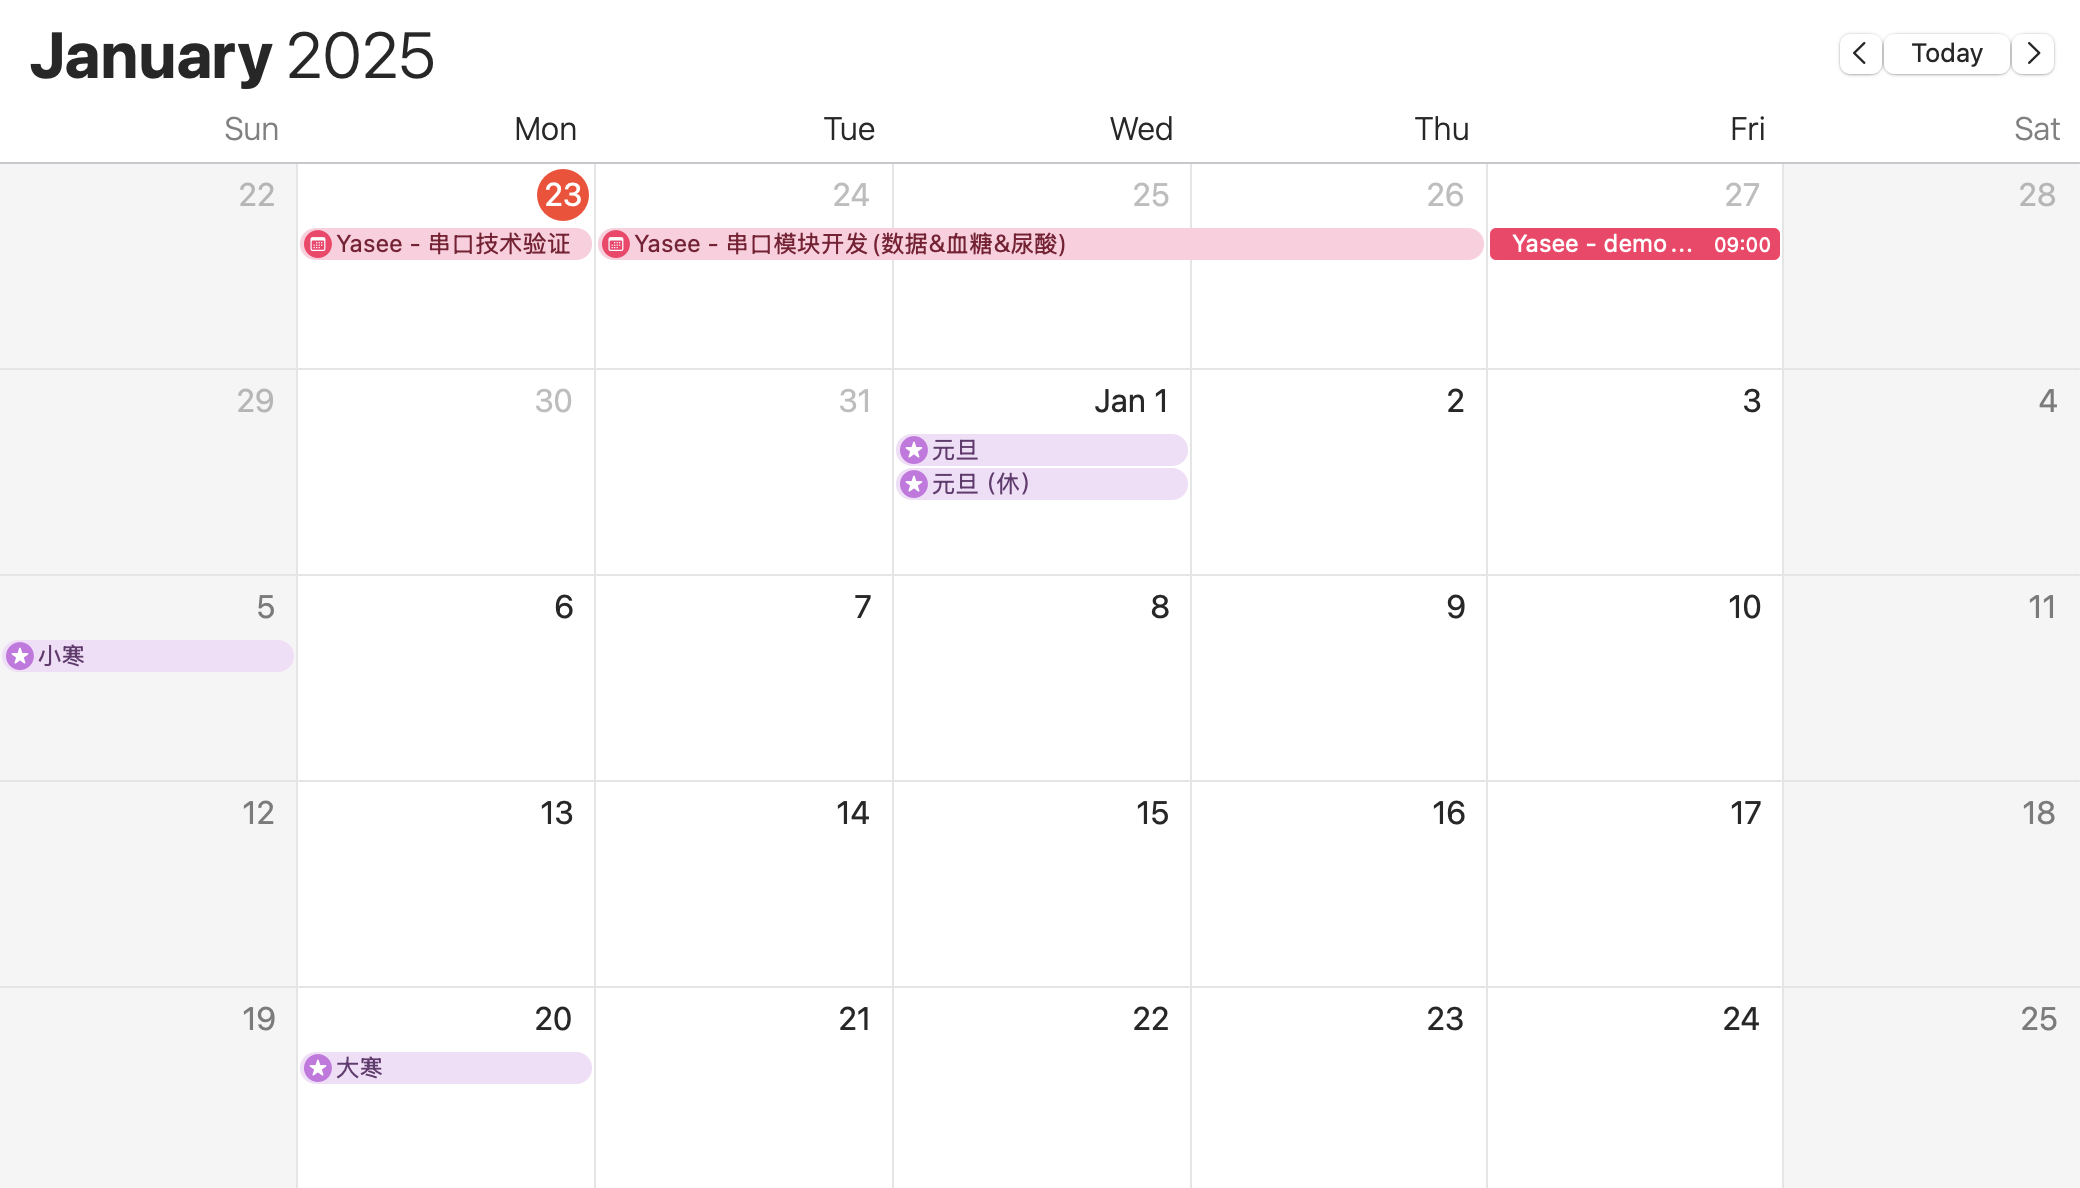 January 2025
Today
Sun Mon Tue Wed Thu Fri Sat
22 23 24 25 26 27 28
Yasee - 串口技术验证 Yasee - 串口模块开发 (数据&血糖&尿酸) Yasee - demo… 09:00
29 30 31 Jan 1 2 3 4
元旦
元旦 (休)
5 6 7 8 9 10 11
小寒
12 13 14 15 16 17 18
19 20 21 22 23 24 25
大寒